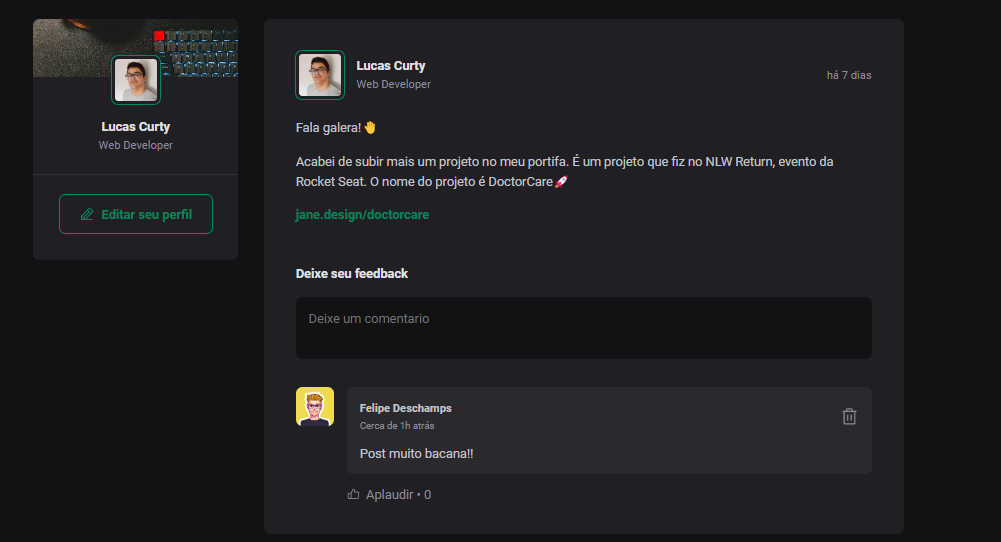 Lucas Curty
Web Developer
Editar seu perfil
Lucas Curty
Web Developer
há 7 dias
Fala galera! 🤚
Acabei de subir mais um projeto no meu portifa. É um projeto que fiz no NLW Return, evento da
Rocket Seat. O nome do projeto é DoctorCare🚀
jane.design/doctorcare
Deixe seu feedback
Deixe um comentario
Felipe Deschamps
Cerca de 1h atrás
Post muito bacana!!
Aplaudir • 0